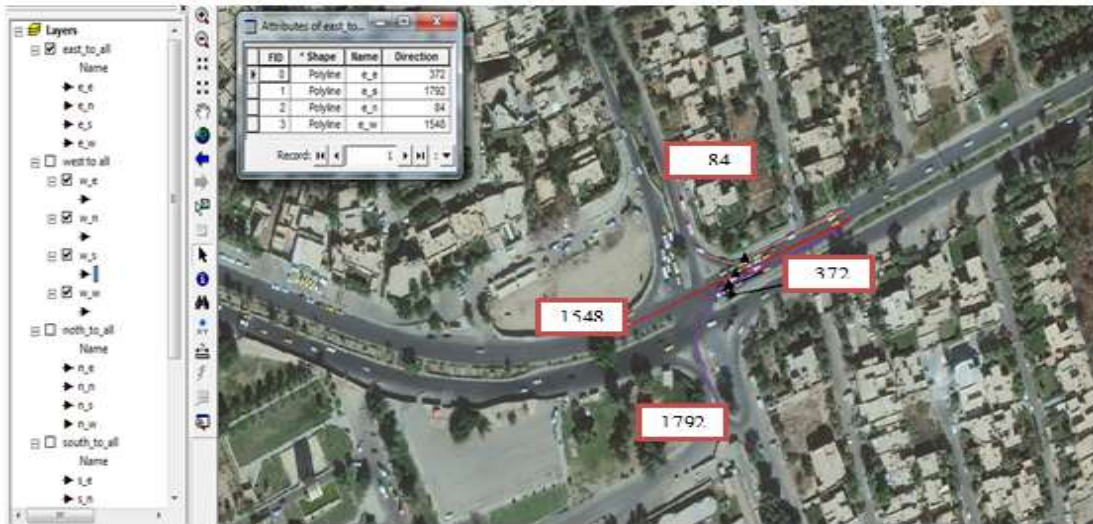 Layers
east_to_all
Name
e_e
e_n
e_s
e_w
west to all
w_e
w_n
w_s
w_w
noth_to_all
Name
n_e
n_n
n_s
n_w
south_to_all
Name
s_e
s_n
Attributes of east_to...
FID * Shape Name Direction
0 Polyline e_e 372
1 Polyline e_s 1792
2 Polyline e_n 84
3 Polyline e_w 1548
Record: 1
84
372
1548
1792